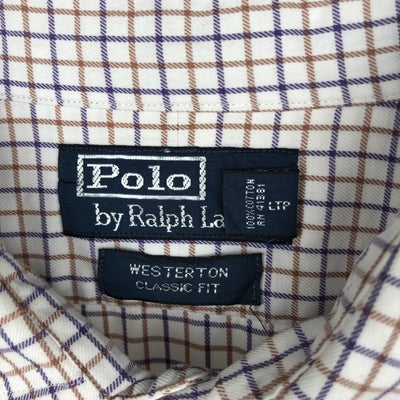 Polo
by Ralph La
100% COTTON
RN 41381
LTP
WESTERTON
CLASSIC FIT